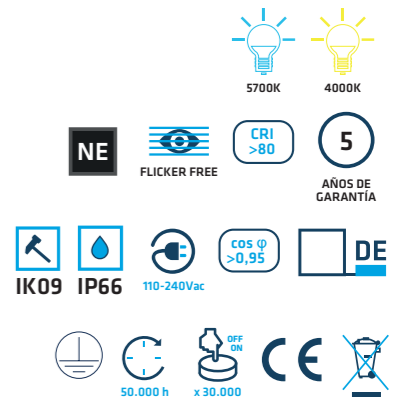 5700K 4000K
NE
FLICKER FREE
CRI
>80
5
AÑOS DE
GARANTÍA
IK09 IP66
110-240Vac
cos φ
>0,95
DE
50.000 h
OFF
ON
x 30.000
CE